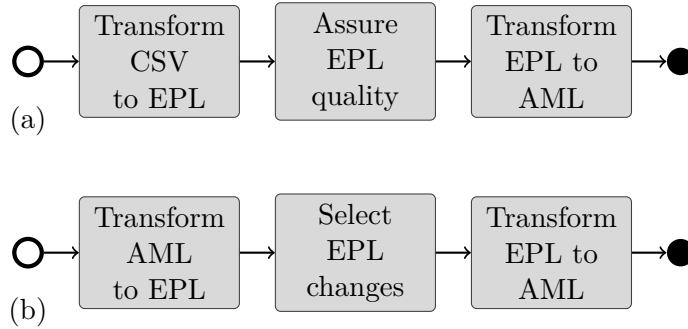 Transform
CSV
to EPL
Assure
EPL
quality
Transform
EPL to
AML
(a)
Transform
AML
to EPL
Select
EPL
changes
Transform
EPL to
AML
(b)